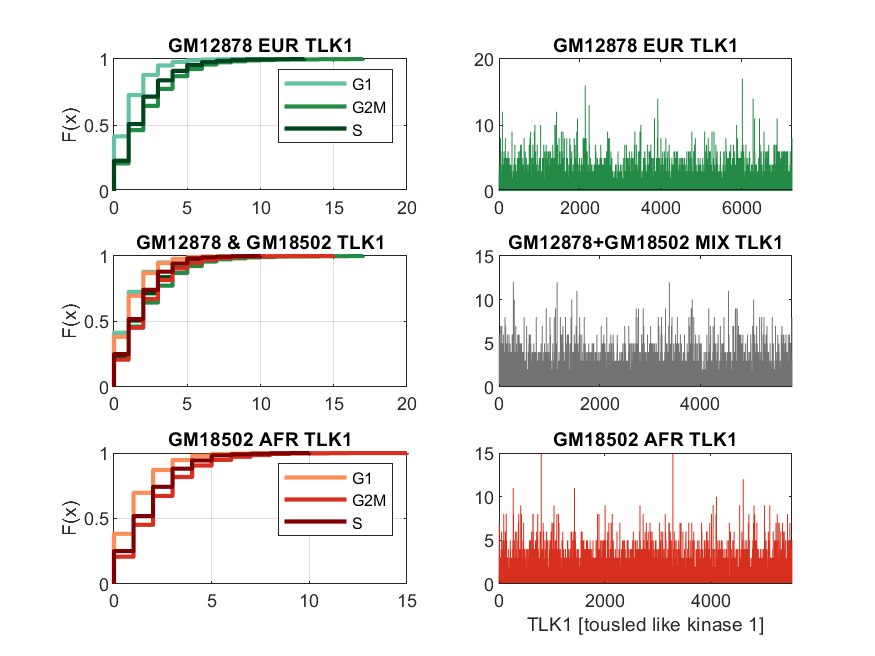 GM12878 EUR TLK1
F(x)
1
0.5
0
0 5 10 15 20
G1
G2M
S
GM12878 EUR TLK1
20
10
0
0 2000 4000 6000
GM12878 & GM18502 TLK1
F(x)
1
0.5
0
0 5 10 15 20
GM12878+GM18502 MIX TLK1
15
10
5
0
0 2000 4000
GM18502 AFR TLK1
F(x)
1
0.5
0
0 5 10 15
G1
G2M
S
GM18502 AFR TLK1
15
10
5
0
0 2000 4000
TLK1 [tousled like kinase 1]